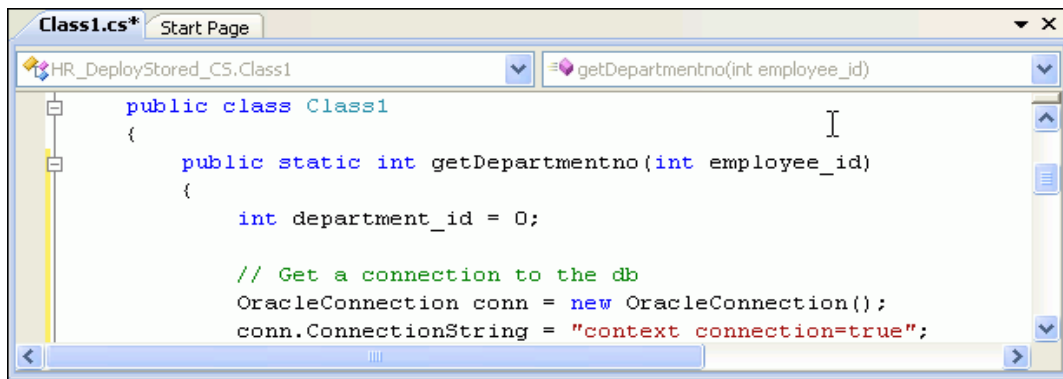 Class1.cs* Start Page
HR_DeployStored_CS.Class1 getDepartmentno(int employee_id)
public class Class1
{
public static int getDepartmentno(int employee_id)
{
int department_id = 0;
// Get a connection to the db
OracleConnection conn = new OracleConnection();
conn.ConnectionString = "context connection=true";